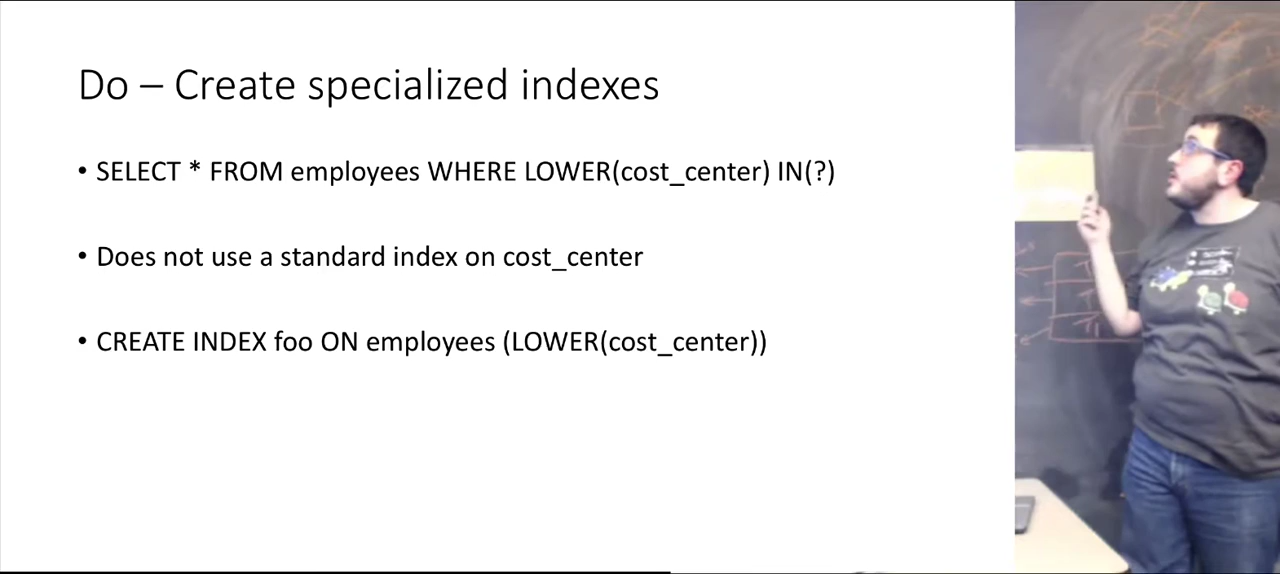 Do – Create specialized indexes
• SELECT * FROM employees WHERE LOWER(cost_center) IN(?)
• Does not use a standard index on cost_center
• CREATE INDEX foo ON employees (LOWER(cost_center))